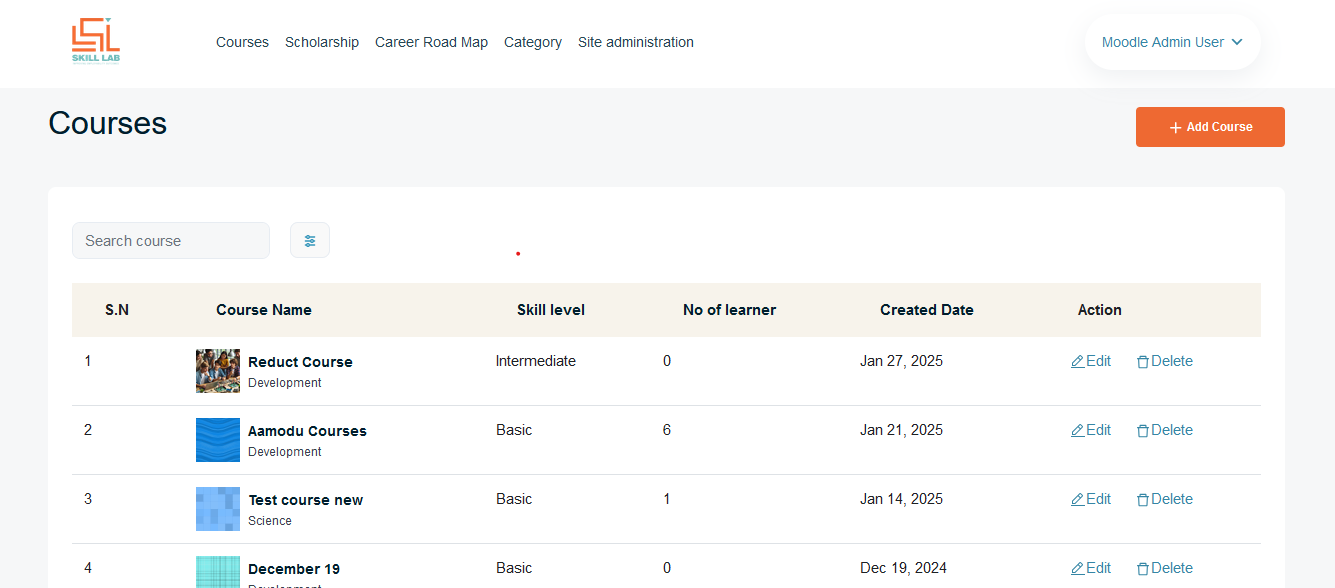 SKILL LAB
Courses Scholarship Career Road Map Category Site administration
Moodle Admin User
Courses
Add Course
Search course
S.N Course Name Skill level No of learner Created Date Action
1 Reduct Course Intermediate 0 Jan 27, 2025 Edit Delete
Development
2 Aamodu Courses Basic 6 Jan 21, 2025 Edit Delete
Development
3 Test course new Basic 1 Jan 14, 2025 Edit Delete
Science
4 December 19 Basic 0 Dec 19, 2024 Edit Delete
Development